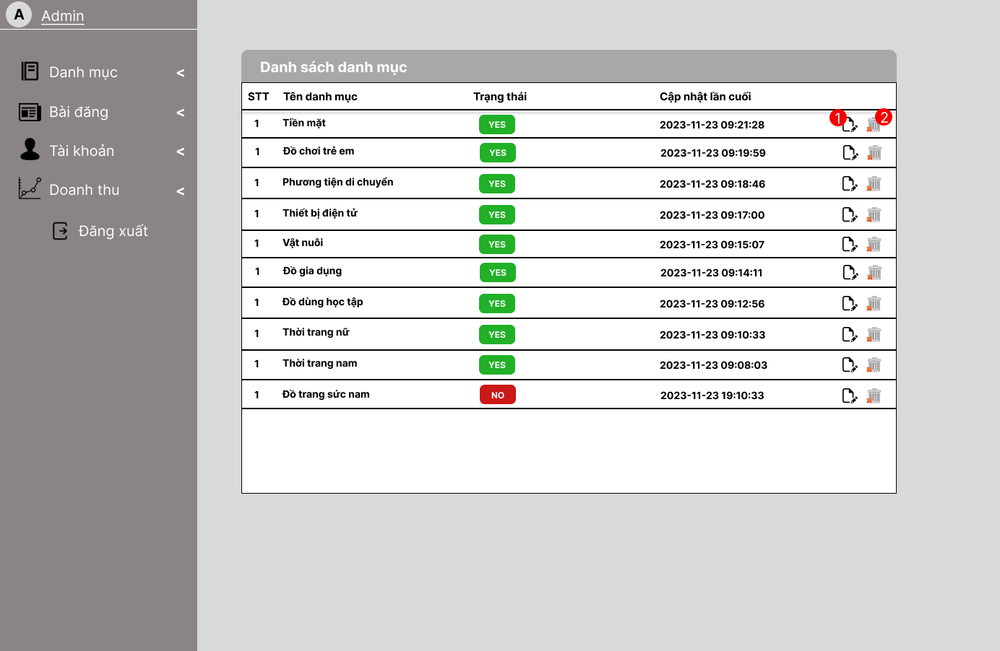 A Admin
Danh mục <
Bài đăng <
Tài khoản <
Doanh thu <
Đăng xuất
Danh sách danh mục
STT Tên danh mục Trạng thái Cập nhật lần cuối
1 Tiền mặt YES 2023-11-23 09:21:28 1 2
1 Đồ chơi trẻ em YES 2023-11-23 09:19:59
1 Phương tiện di chuyển YES 2023-11-23 09:18:46
1 Thiết bị điện tử YES 2023-11-23 09:17:00
1 Vật nuôi YES 2023-11-23 09:15:07
1 Đồ gia dụng YES 2023-11-23 09:14:11
1 Đồ dùng học tập YES 2023-11-23 09:12:56
1 Thời trang nữ YES 2023-11-23 09:10:33
1 Thời trang nam YES 2023-11-23 09:08:03
1 Đồ trang sức nam NO 2023-11-23 19:10:33